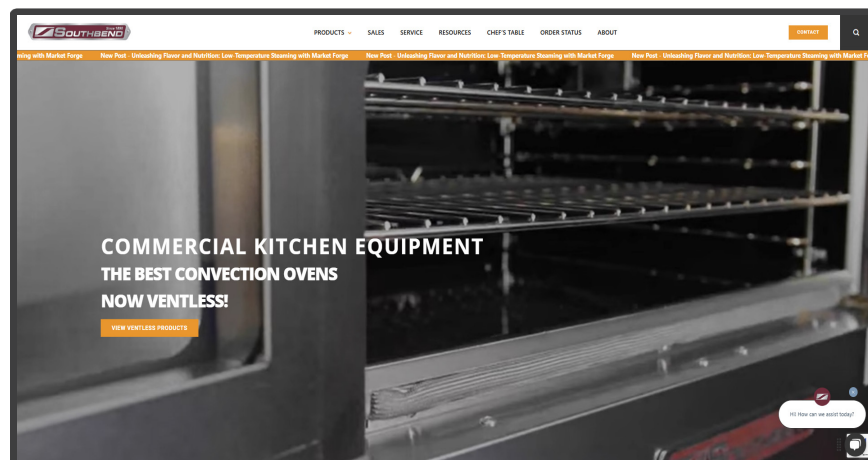 Since 1898
SOUTHBEND
PRODUCTS
SALES
SERVICE
RESOURCES
CHEF'S TABLE
ORDER STATUS
ABOUT
CONTACT
ming with Market Forge New Post - Unleashing Flavor and Nutrition: Low-Temperature Steaming with Market Forge New Post - Unleashing Flavor and Nutrition: Low-Temperature Steaming with Market Forge New Post - Unleashing Flavor and Nutrition: Low-Temperature Steaming with Market F
COMMERCIAL KITCHEN EQUIPMENT
THE BEST CONVECTION OVENS
NOW VENTLESS!
VIEW VENTLESS PRODUCTS
Hi! How can we assist today?